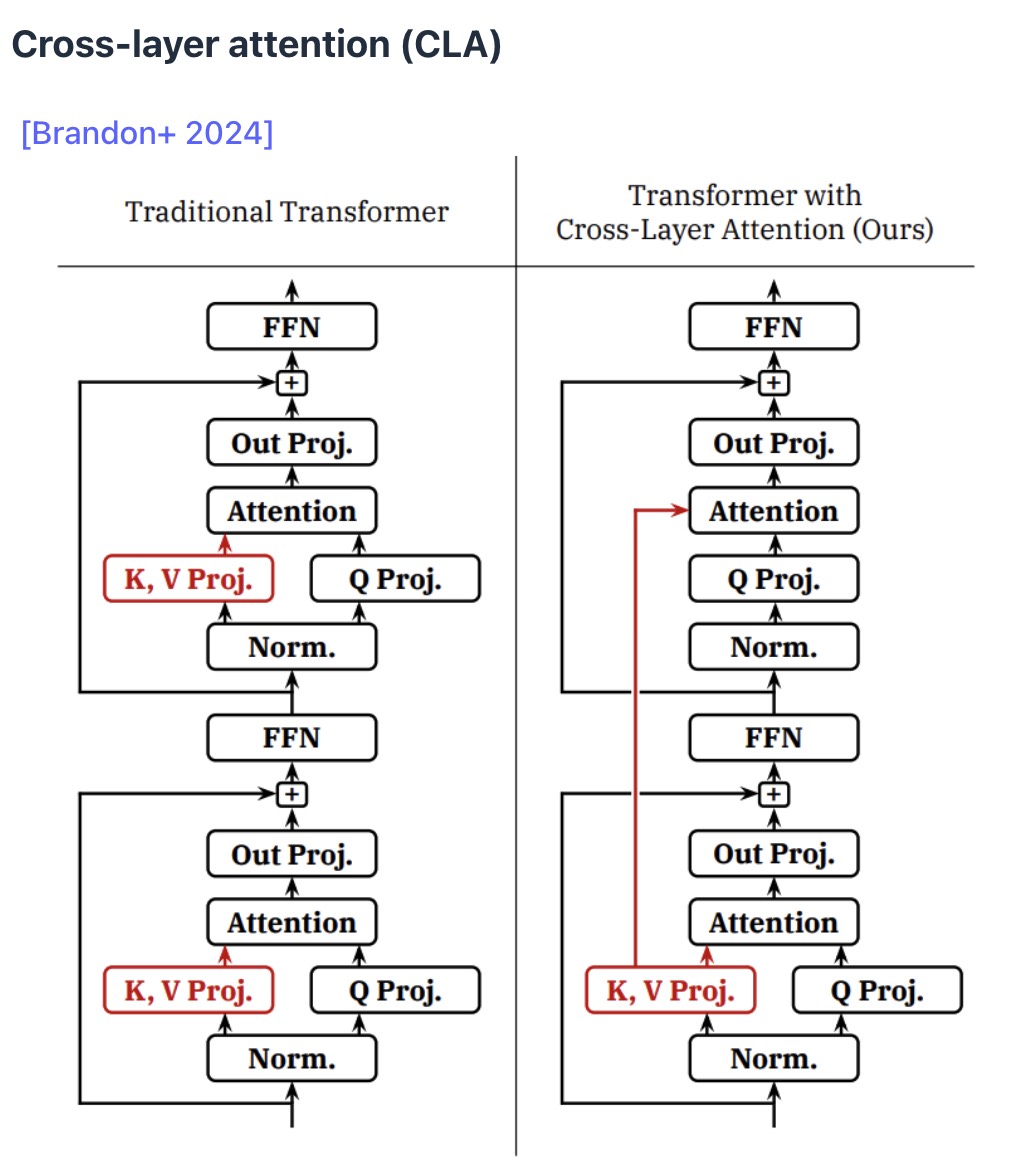 Cross-layer attention (CLA)
[Brandon+ 2024]
Traditional Transformer
FFN
+
Out Proj.
Attention
K, V Proj. Q Proj.
Norm.
FFN
+
Out Proj.
Attention
K, V Proj. Q Proj.
Norm.
Transformer with
Cross-Layer Attention (Ours)
FFN
+
Out Proj.
Attention
Q Proj.
Norm.
FFN
+
Out Proj.
Attention
K, V Proj. Q Proj.
Norm.